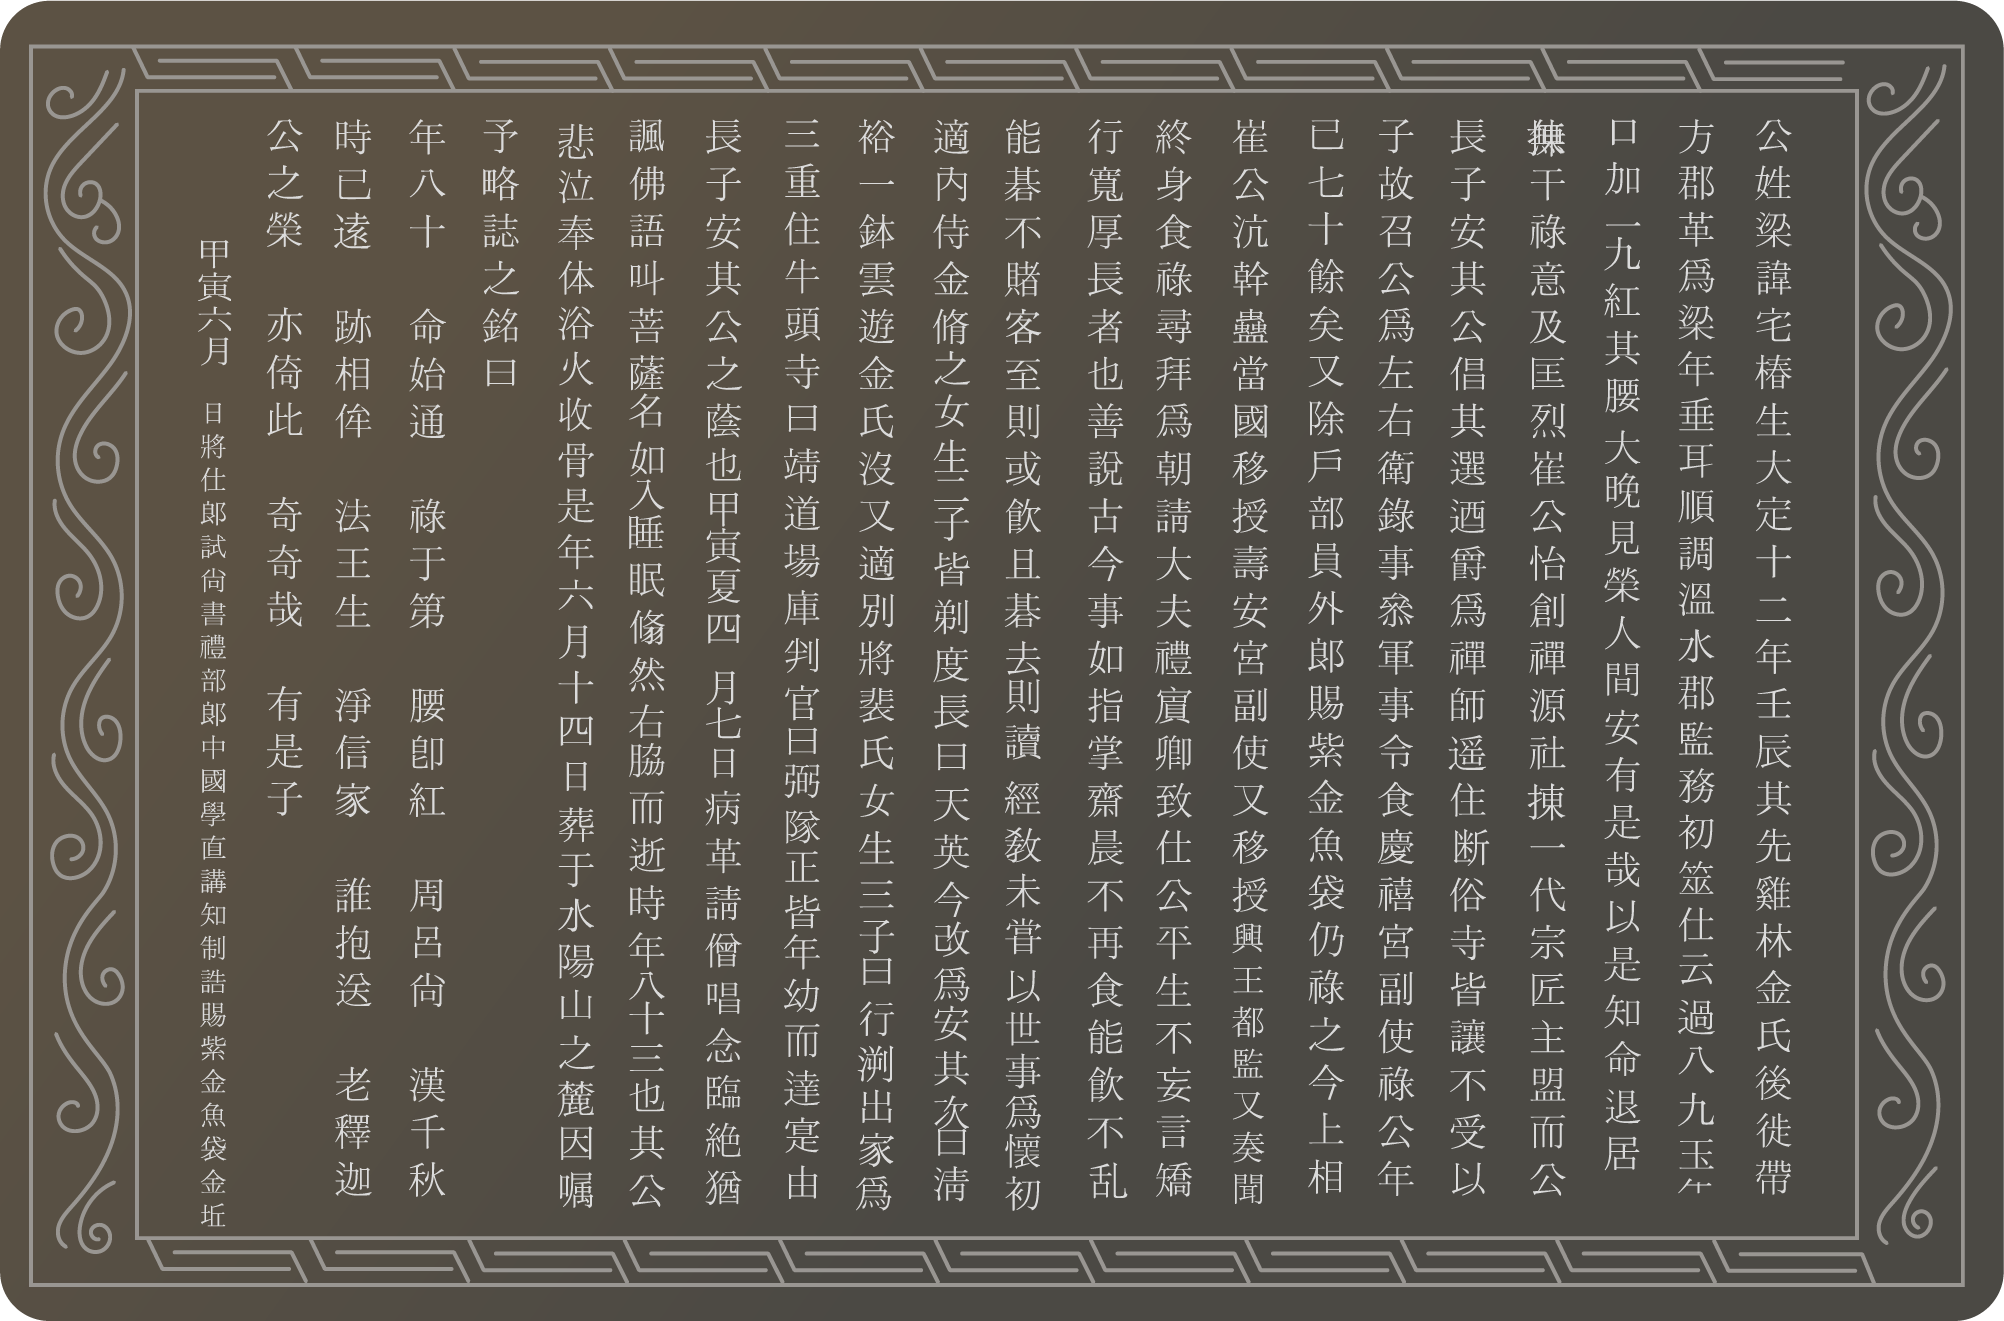 公姓梁諱宅椿生大定十二年壬辰其先雞林金氏後徙帶
方郡革爲梁年垂耳順調溫水郡監務初筮仕云過八九玉
口加一九紅其腰大晚見榮人間安有是哉以是知命退居
干祿意及匡烈崔公怡創禪源社揀一代宗匠主盟而公
長子安其公倡其選迺爵爲禪師遥住断俗寺皆讓不受以
子故召公爲左右衛錄事叅軍事令食慶禧宮副使祿公年
已七十餘矣又除戶部員外郎賜紫金魚袋仍祿之今上相
崔公沆幹蠱當國移授壽安宮副使又移授興王都監又奏聞
終身食祿尋拜爲朝請大夫禮賓卿致仕公平生不妄言矯
行寬厚長者也善說古今事如指掌齋晨不再食能飮不乱
能碁不賭客至則或飮且碁去則讀經敎未甞以世事爲懷初
適內侍金脩之女生二子皆剃度長曰天英今改爲安其次曰淸
裕一鉢雲遊金氏沒又適別將裴氏女生三子曰行渕出家爲
三重住牛頭寺曰靖道場庫判官曰弼隊正皆年幼而達寔由
長子安其公之蔭也甲寅夏四月七日病革請僧唱念臨絶猶
諷佛語叫菩薩名如入睡眠翛然右脇而逝時年八十三也其公
悲泣奉体浴火收骨是年六月十四日葬于水陽山之麓因嘱
予略誌之銘曰
年八十 命始通 祿于第 腰卽紅 周呂尙 漢千秋
時已遠 跡相侔 法王生 淨信家 誰抱送 老釋迦
公之榮 亦倚此 奇奇哉 有是子
甲寅六月 日將仕郎試尙書禮部郎中國學直講知制誥賜紫金魚袋金坵